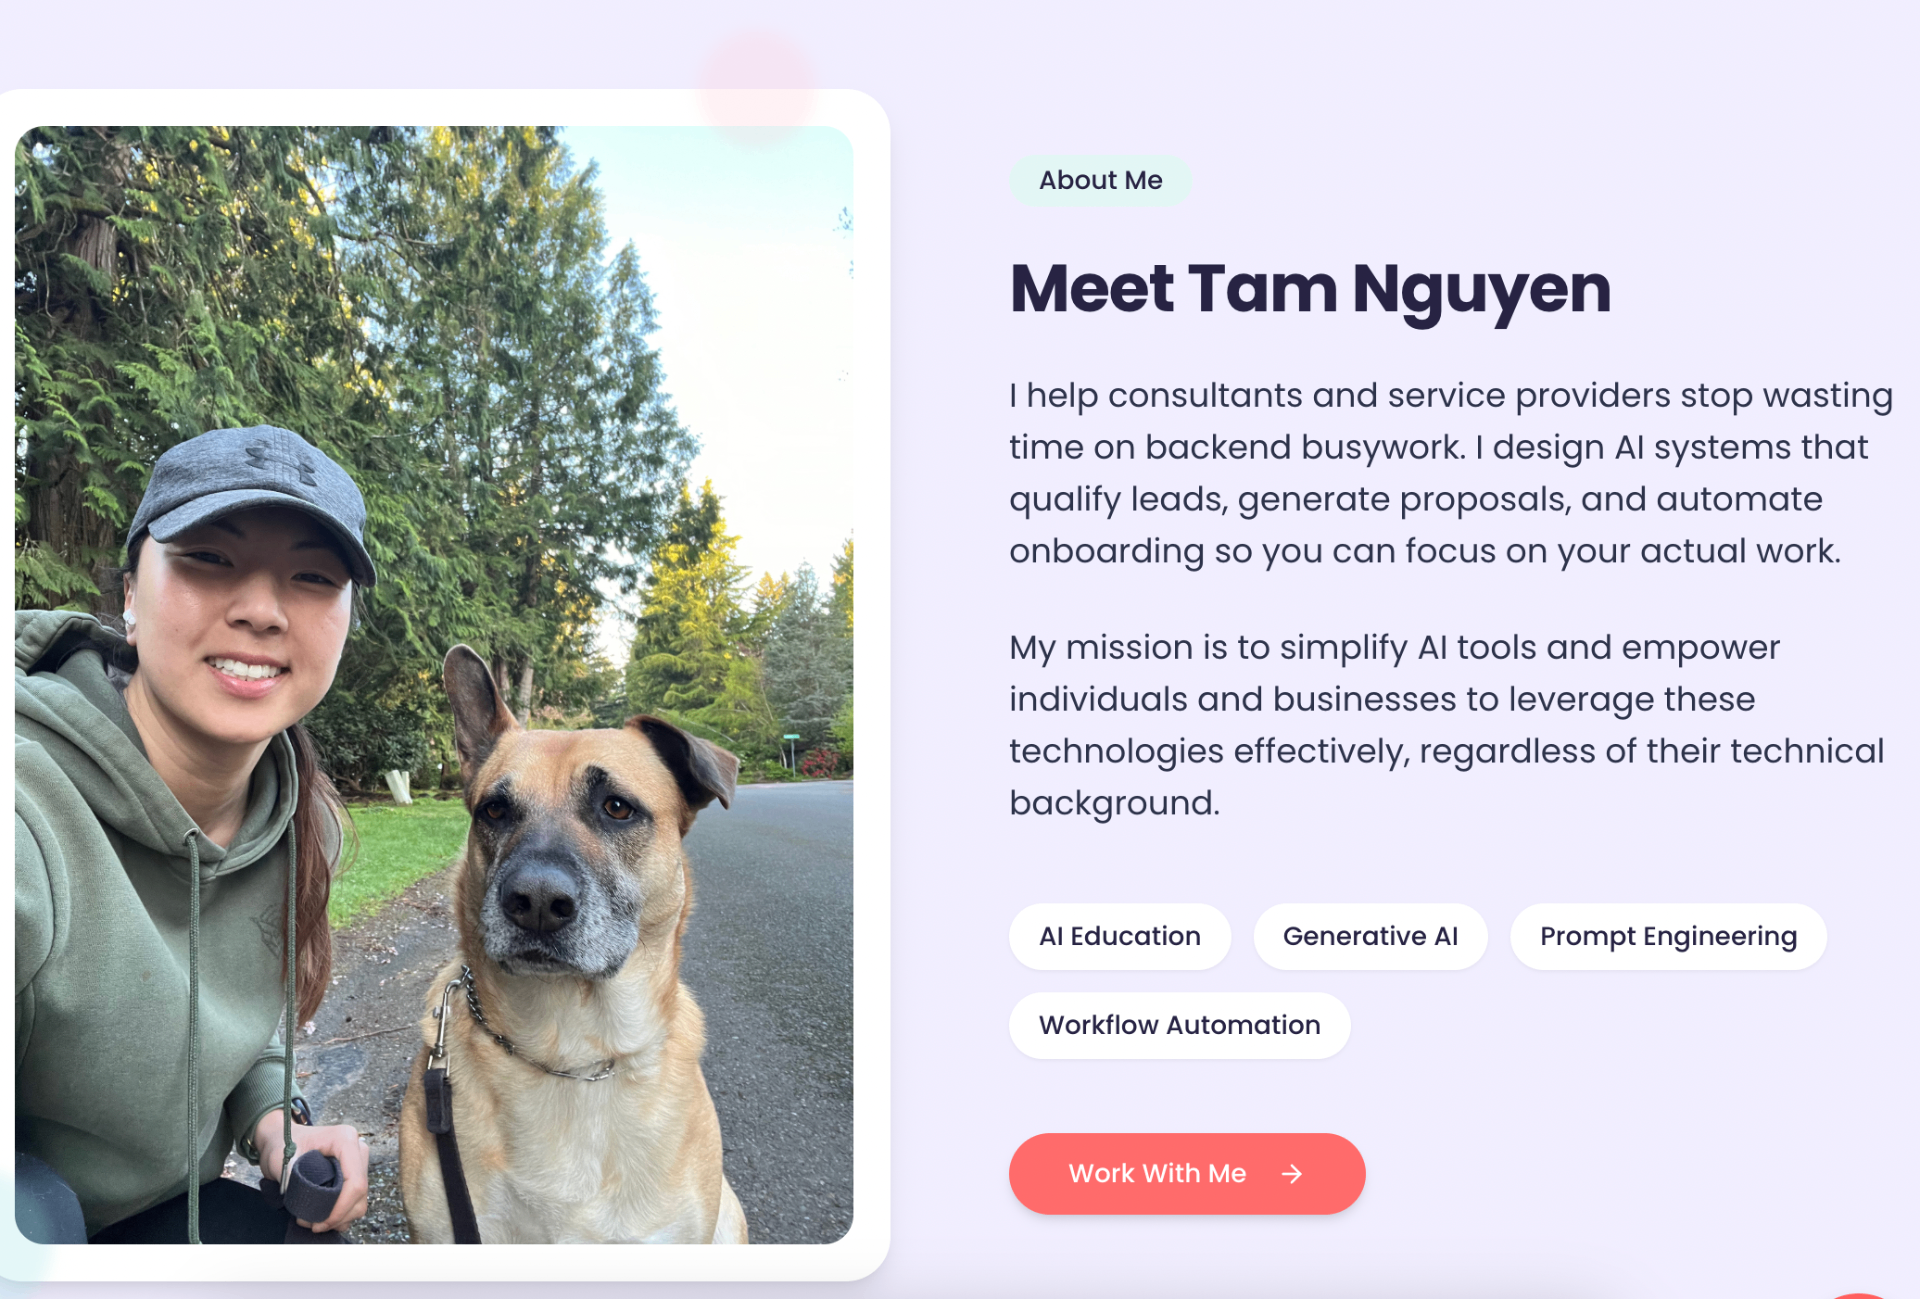 About Me
Meet Tam Nguyen
I help consultants and service providers stop wasting
time on backend busywork. I design AI systems that
qualify leads, generate proposals, and automate
onboarding so you can focus on your actual work.
My mission is to simplify AI tools and empower
individuals and businesses to leverage these
technologies effectively, regardless of their technical
background.
AI Education
Generative AI
Prompt Engineering
Workflow Automation
Work With Me